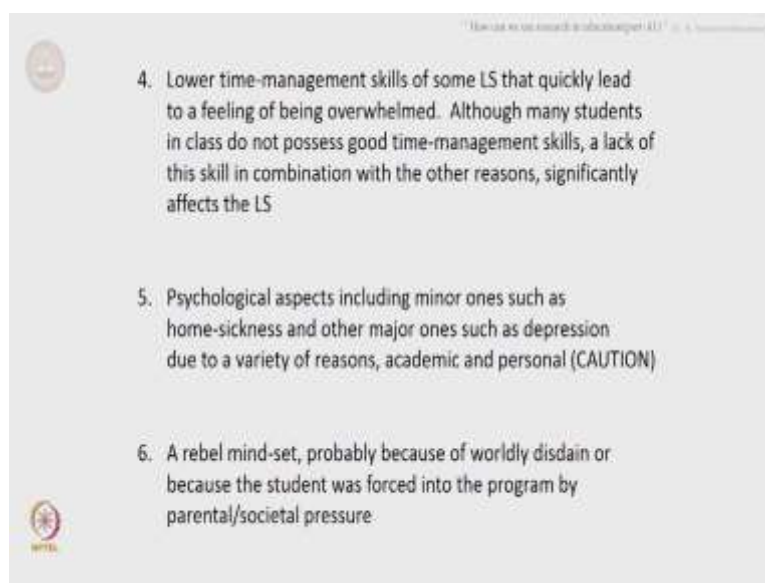 4. Lower time-management skills of some LS that quickly lead
to a feeling of being overwhelmed. Although many students
in class do not possess good time-management skills, a lack of
this skill in combination with the other reasons, significantly
affects the LS
5. Psychological aspects including minor ones such as
home-sickness and other major ones such as depression
due to a variety of reasons, academic and personal (CAUTION)
6. A rebel mind-set, probably because of worldly disdain or
because the student was forced into the program by
parental/societal pressure
NPTEL